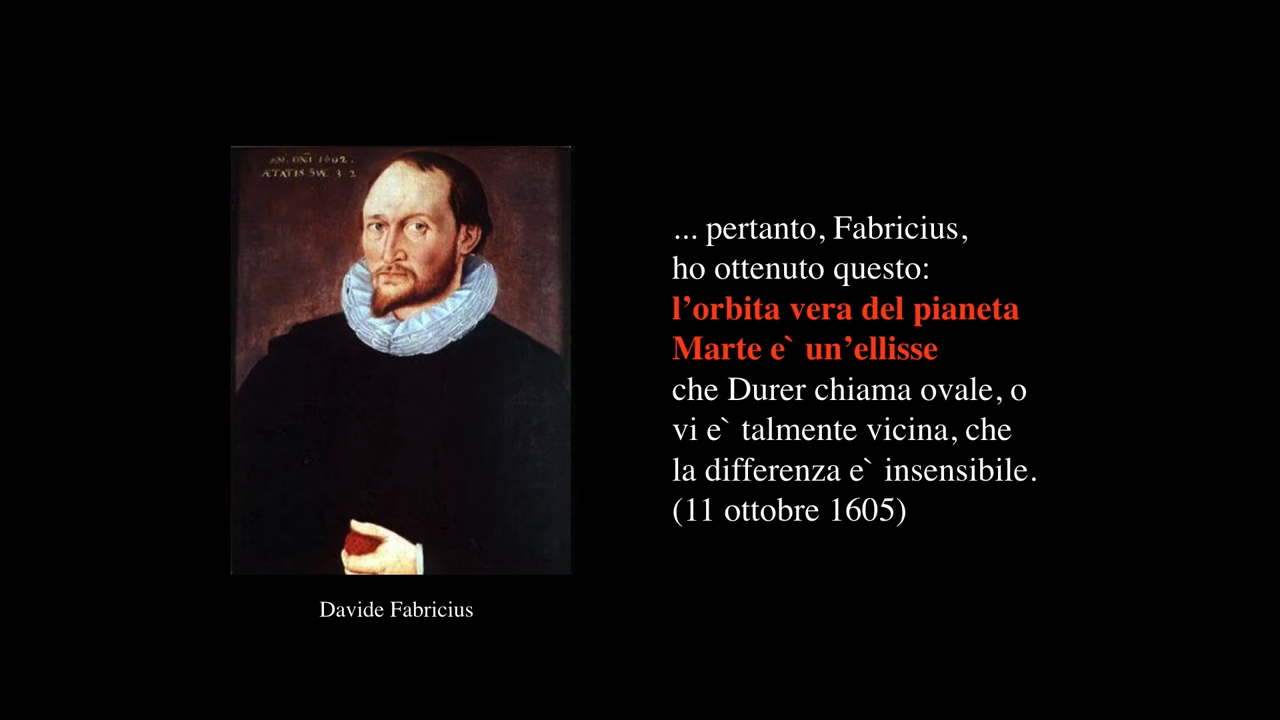 AN. DNI 1602.
ÆTATIS SVV. 3 2
... pertanto, Fabricius,
ho ottenuto questo:
l’orbita vera del pianeta
Marte e` un’ellisse
che Durer chiama ovale, o
vi e` talmente vicina, che
la differenza e` insensibile.
(11 ottobre 1605)
Davide Fabricius